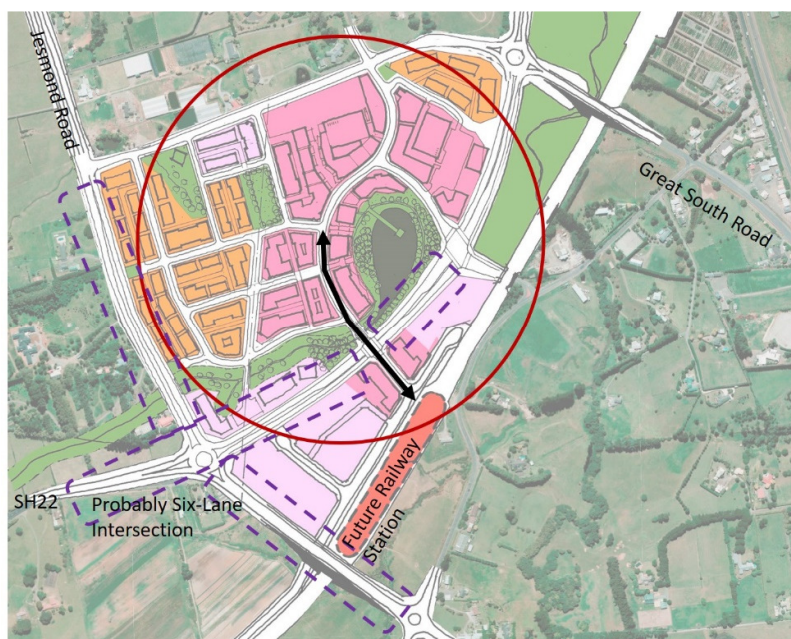 Jesmond Road
Great South Road
SH22
Probably Six-Lane
Intersection
Future Railway
Station